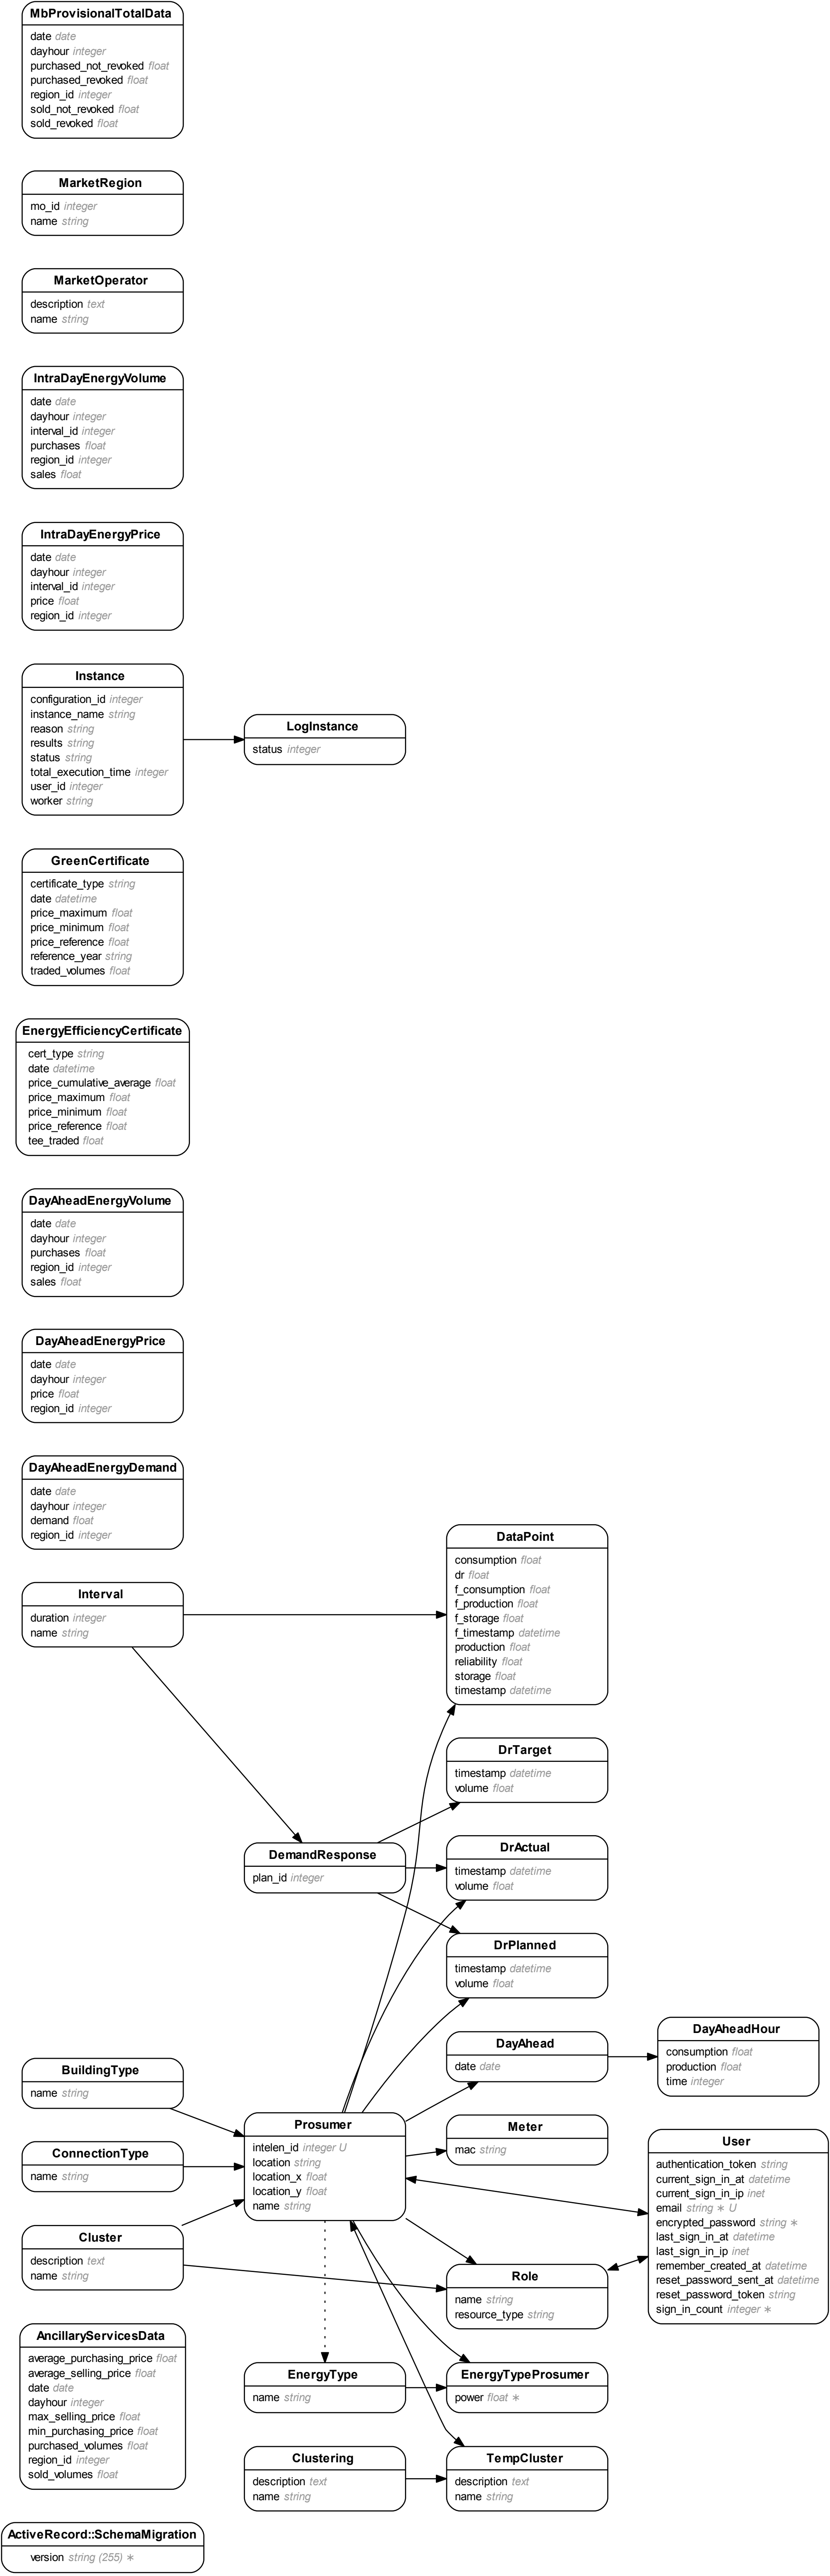 MbProvisionalTotalData
date date
dayhour integer
purchased_not_revoked float
purchased_revoked float
region_id integer
sold_not_revoked float
sold_revoked float
MarketRegion
mo_id integer
name string
MarketOperator
description text
name string
IntraDayEnergyVolume
date date
dayhour integer
interval_id integer
purchases float
region_id integer
sales float
IntraDayEnergyPrice
date date
dayhour integer
interval_id integer
price float
region_id integer
Instance
configuration_id integer
instance_name string
reason string
results string
status string
total_execution_time integer
user_id integer
worker string
LogInstance
status integer
GreenCertificate
certificate_type string
date datetime
price_maximum float
price_minimum float
price_reference float
reference_year string
traded_volumes float
EnergyEfficiencyCertificate
cert_type string
date datetime
price_cumulative_average float
price_maximum float
price_minimum float
price_reference float
tee_traded float
DayAheadEnergyVolume
date date
dayhour integer
purchases float
region_id integer
sales float
DayAheadEnergyPrice
date date
dayhour integer
price float
region_id integer
DayAheadEnergyDemand
date date
dayhour integer
demand float
region_id integer
Interval
duration integer
name string
DataPoint
consumption float
dr float
f_consumption float
f_production float
f_storage float
f_timestamp datetime
production float
reliability float
storage float
timestamp datetime
DrTarget
timestamp datetime
volume float
DemandResponse
plan_id integer
DrActual
timestamp datetime
volume float
DrPlanned
timestamp datetime
volume float
DayAhead
date date
DayAheadHour
consumption float
production float
time integer
BuildingType
name string
ConnectionType
name string
Cluster
description text
name string
Prosumer
intelen_id integer U
location string
location_x float
location_y float
name string
Meter
mac string
User
authentication_token string
current_sign_in_at datetime
current_sign_in_ip inet
email string ∗ U
encrypted_password string ∗
last_sign_in_at datetime
last_sign_in_ip inet
remember_created_at datetime
reset_password_sent_at datetime
reset_password_token string
sign_in_count integer ∗
Role
name string
resource_type string
AncillaryServicesData
average_purchasing_price float
average_selling_price float
date date
dayhour integer
max_selling_price float
min_purchasing_price float
purchased_volumes float
region_id integer
sold_volumes float
EnergyType
name string
EnergyTypeProsumer
power float ∗
Clustering
description text
name string
TempCluster
description text
name string
ActiveRecord::SchemaMigration
version string (255) ∗